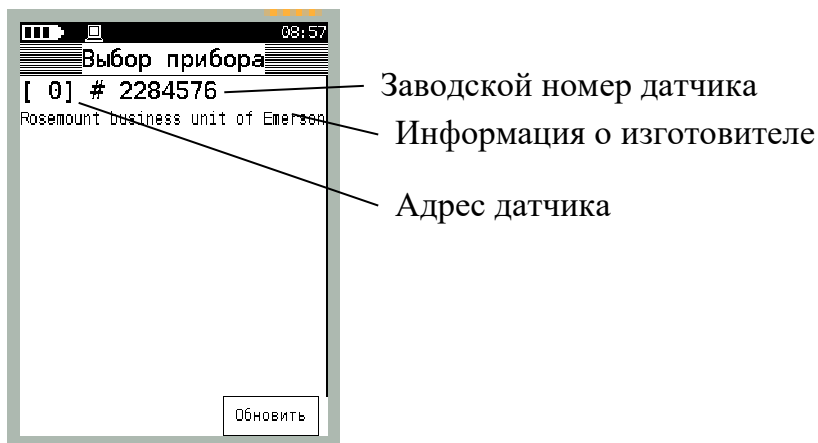 08:57
Выбор прибора
[ 0] # 2284576
Rosemount business unit of Emerson
Заводской номер датчика
Информация о изготовителе
Адрес датчика
Обновить